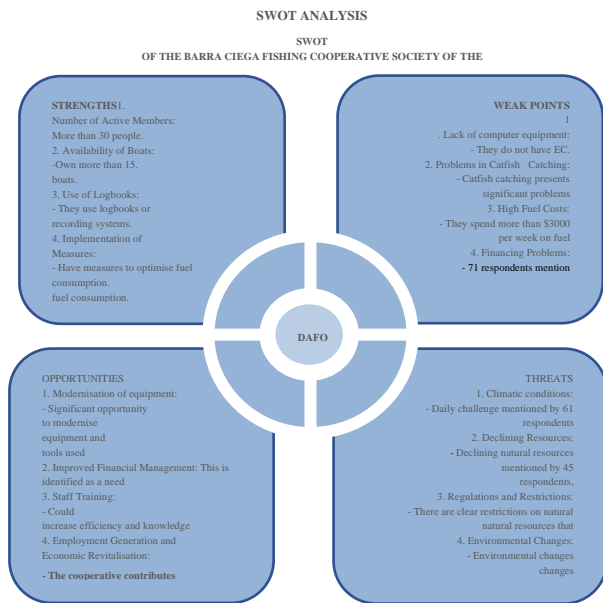 SWOT ANALYSIS
SWOT
OF THE BARRA CIEGA FISHING COOPERATIVE SOCIETY OF THE
STRENGTHS1.
Number of Active Members:
More than 30 people.
2. Availability of Boats:
-Own more than 15.
boats.
3. Use of Logbooks:
- They use logbooks or
recording systems.
4. Implementation of
Measures:
- Have measures to optimise fuel
consumption.
fuel consumption.
WEAK POINTS
1
. Lack of computer equipment:
- They do not have EC.
2. Problems in Catfish Catching:
- Catfish catching presents
significant problems
3. High Fuel Costs:
- They spend more than $3000
per week on fuel
4. Financing Problems:
- 71 respondents mention
DAFO
OPPORTUNITIES
1. Modernisation of equipment:
- Significant opportunity
to modernise
equipment and
tools used
2. Improved Financial Management: This is
identified as a need
3. Staff Training:
- Could
increase efficiency and knowledge
4. Employment Generation and
Economic Revitalisation:
- The cooperative contributes
THREATS
1. Climatic conditions:
- Daily challenge mentioned by 61
respondents
2. Declining Resources:
- Declining natural resources
mentioned by 45
respondents,
3. Regulations and Restrictions:
- There are clear restrictions on natural
natural resources that
4. Environmental Changes:
- Environmental changes
changes